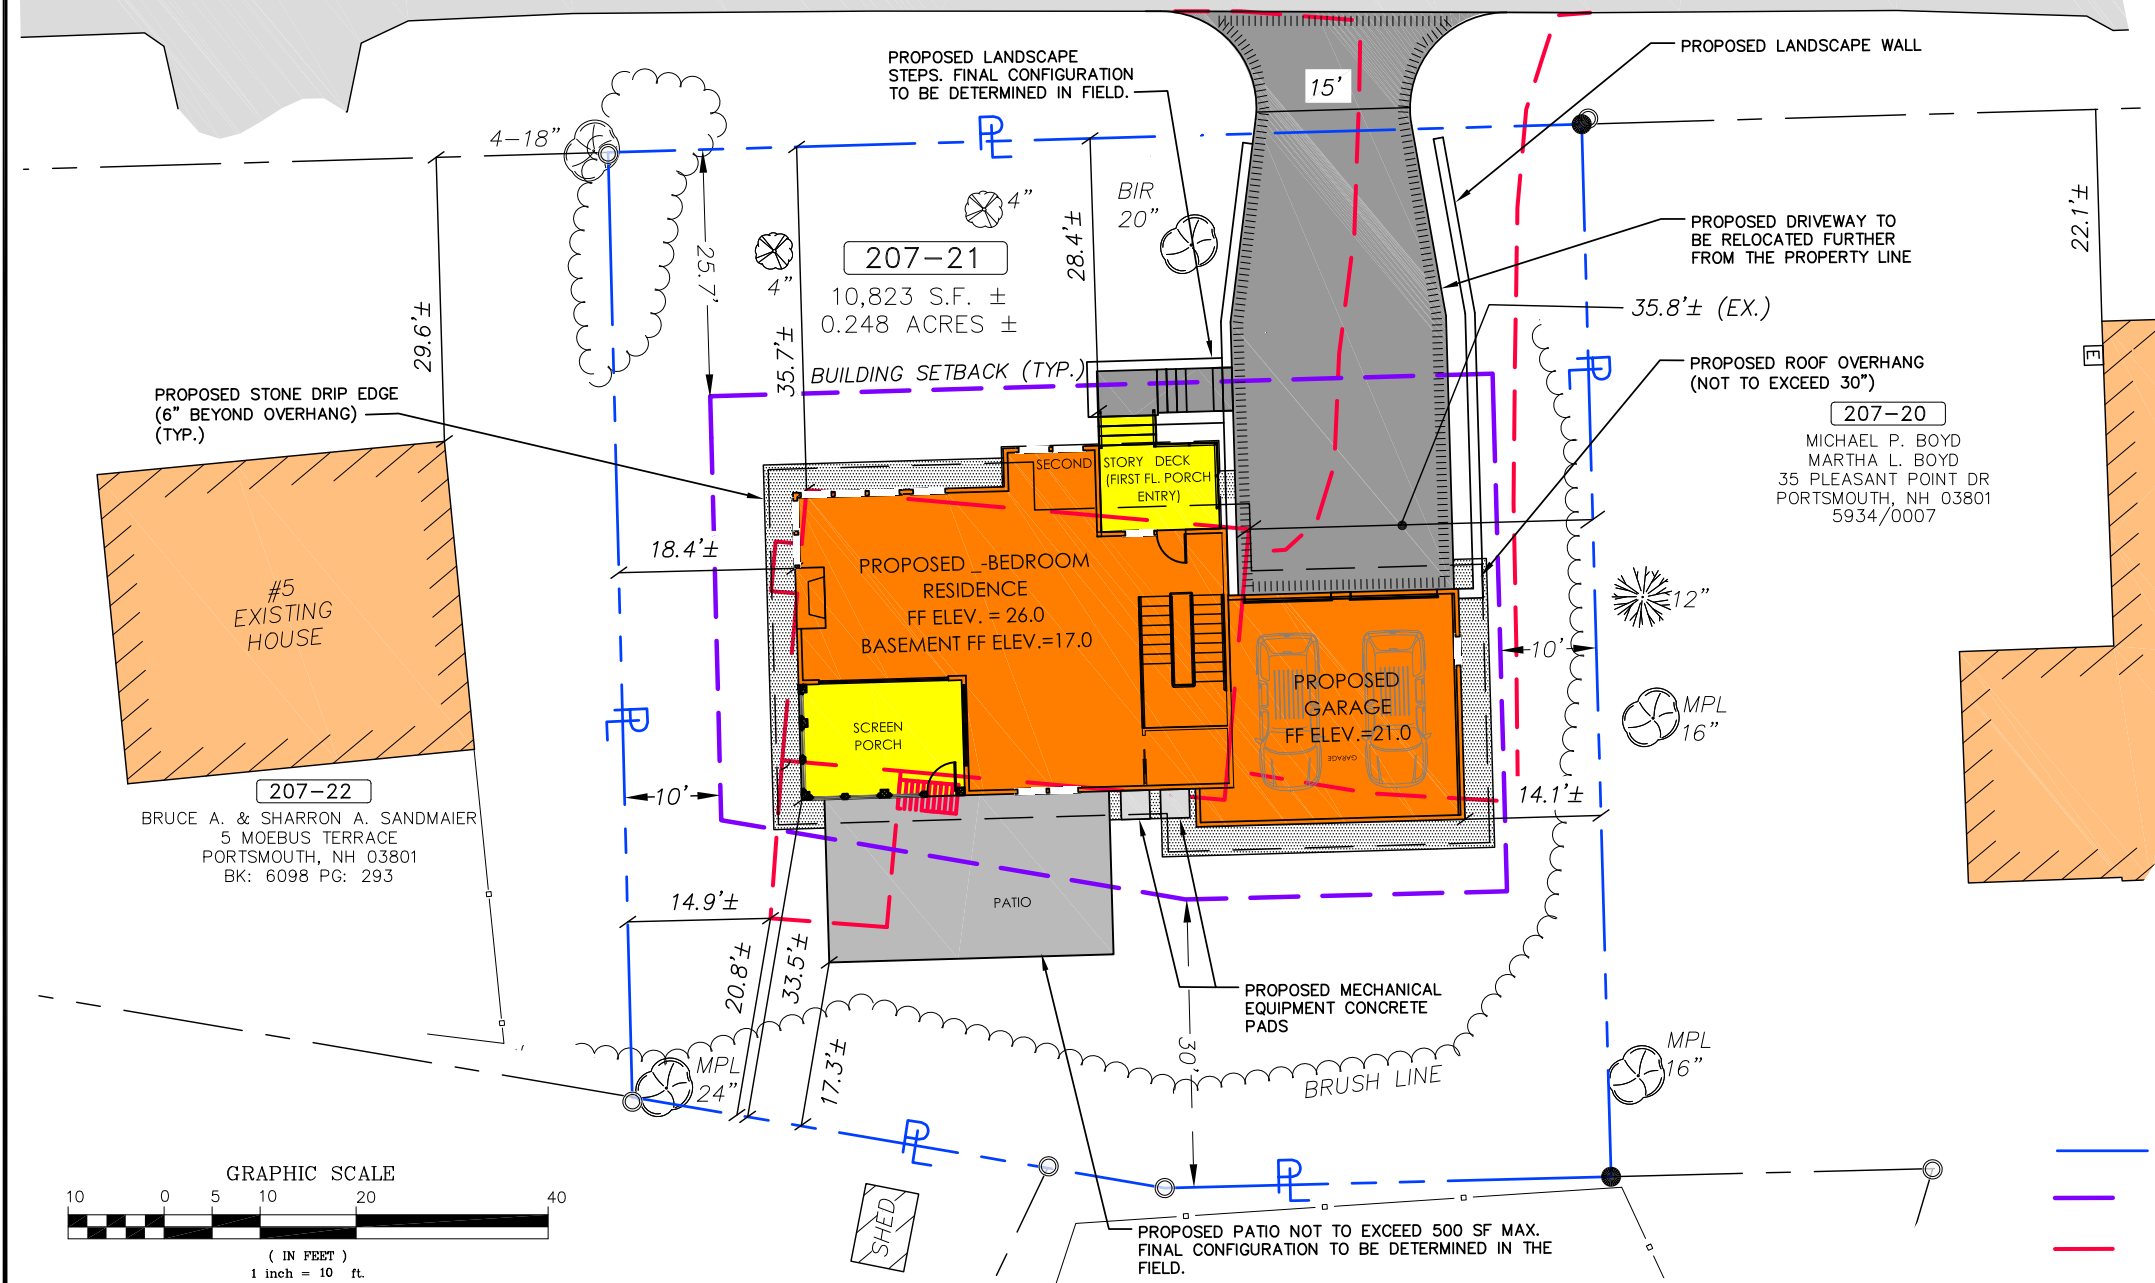 PROPOSED LANDSCAPE
STEPS. FINAL CONFIGURATION
TO BE DETERMINED IN FIELD.
PROPOSED LANDSCAPE WALL
15'
4-18"
PL
BIR
20"
4"
4"
207-21
10,823 S.F. ±
0.248 ACRES ±
25.7'
28.4'±
35.7'±
29.6'±
22.1'±
PROPOSED DRIVEWAY TO
BE RELOCATED FURTHER
FROM THE PROPERTY LINE
35.8'± (EX.)
E
BUILDING SETBACK (TYP.)
PL
PROPOSED ROOF OVERHANG
(NOT TO EXCEED 30")
PROPOSED STONE DRIP EDGE
(6" BEYOND OVERHANG)
(TYP.)
207-20
MICHAEL P. BOYD
MARTHA L. BOYD
35 PLEASANT POINT DR
PORTSMOUTH, NH 03801
5934/0007
SECOND STORY DECK
(FIRST FL. PORCH
ENTRY)
18.4'±
PROPOSED _-BEDROOM
RESIDENCE
FF ELEV. = 26.0
BASEMENT FF ELEV.=17.0
#5
EXISTING
HOUSE
12"
10'
PROPOSED
GARAGE
FF ELEV.=21.0
GARAGE
MPL
16"
PL
SCREEN
PORCH
10'
14.1'±
207-22
BRUCE A. & SHARRON A. SANDMAIER
5 MOEBUS TERRACE
PORTSMOUTH, NH 03801
BK: 6098 PG: 293
14.9'±
PATIO
20.8'±
33.5'±
17.3'±
30'
PROPOSED MECHANICAL
EQUIPMENT CONCRETE
PADS
MPL
24"
BRUSH LINE
MPL
16"
PL
PL
SHED
GRAPHIC SCALE
10 0 5 10 20 40
( IN FEET )
1 inch = 10 ft.
PROPOSED PATIO NOT TO EXCEED 500 SF MAX.
FINAL CONFIGURATION TO BE DETERMINED IN THE
FIELD.